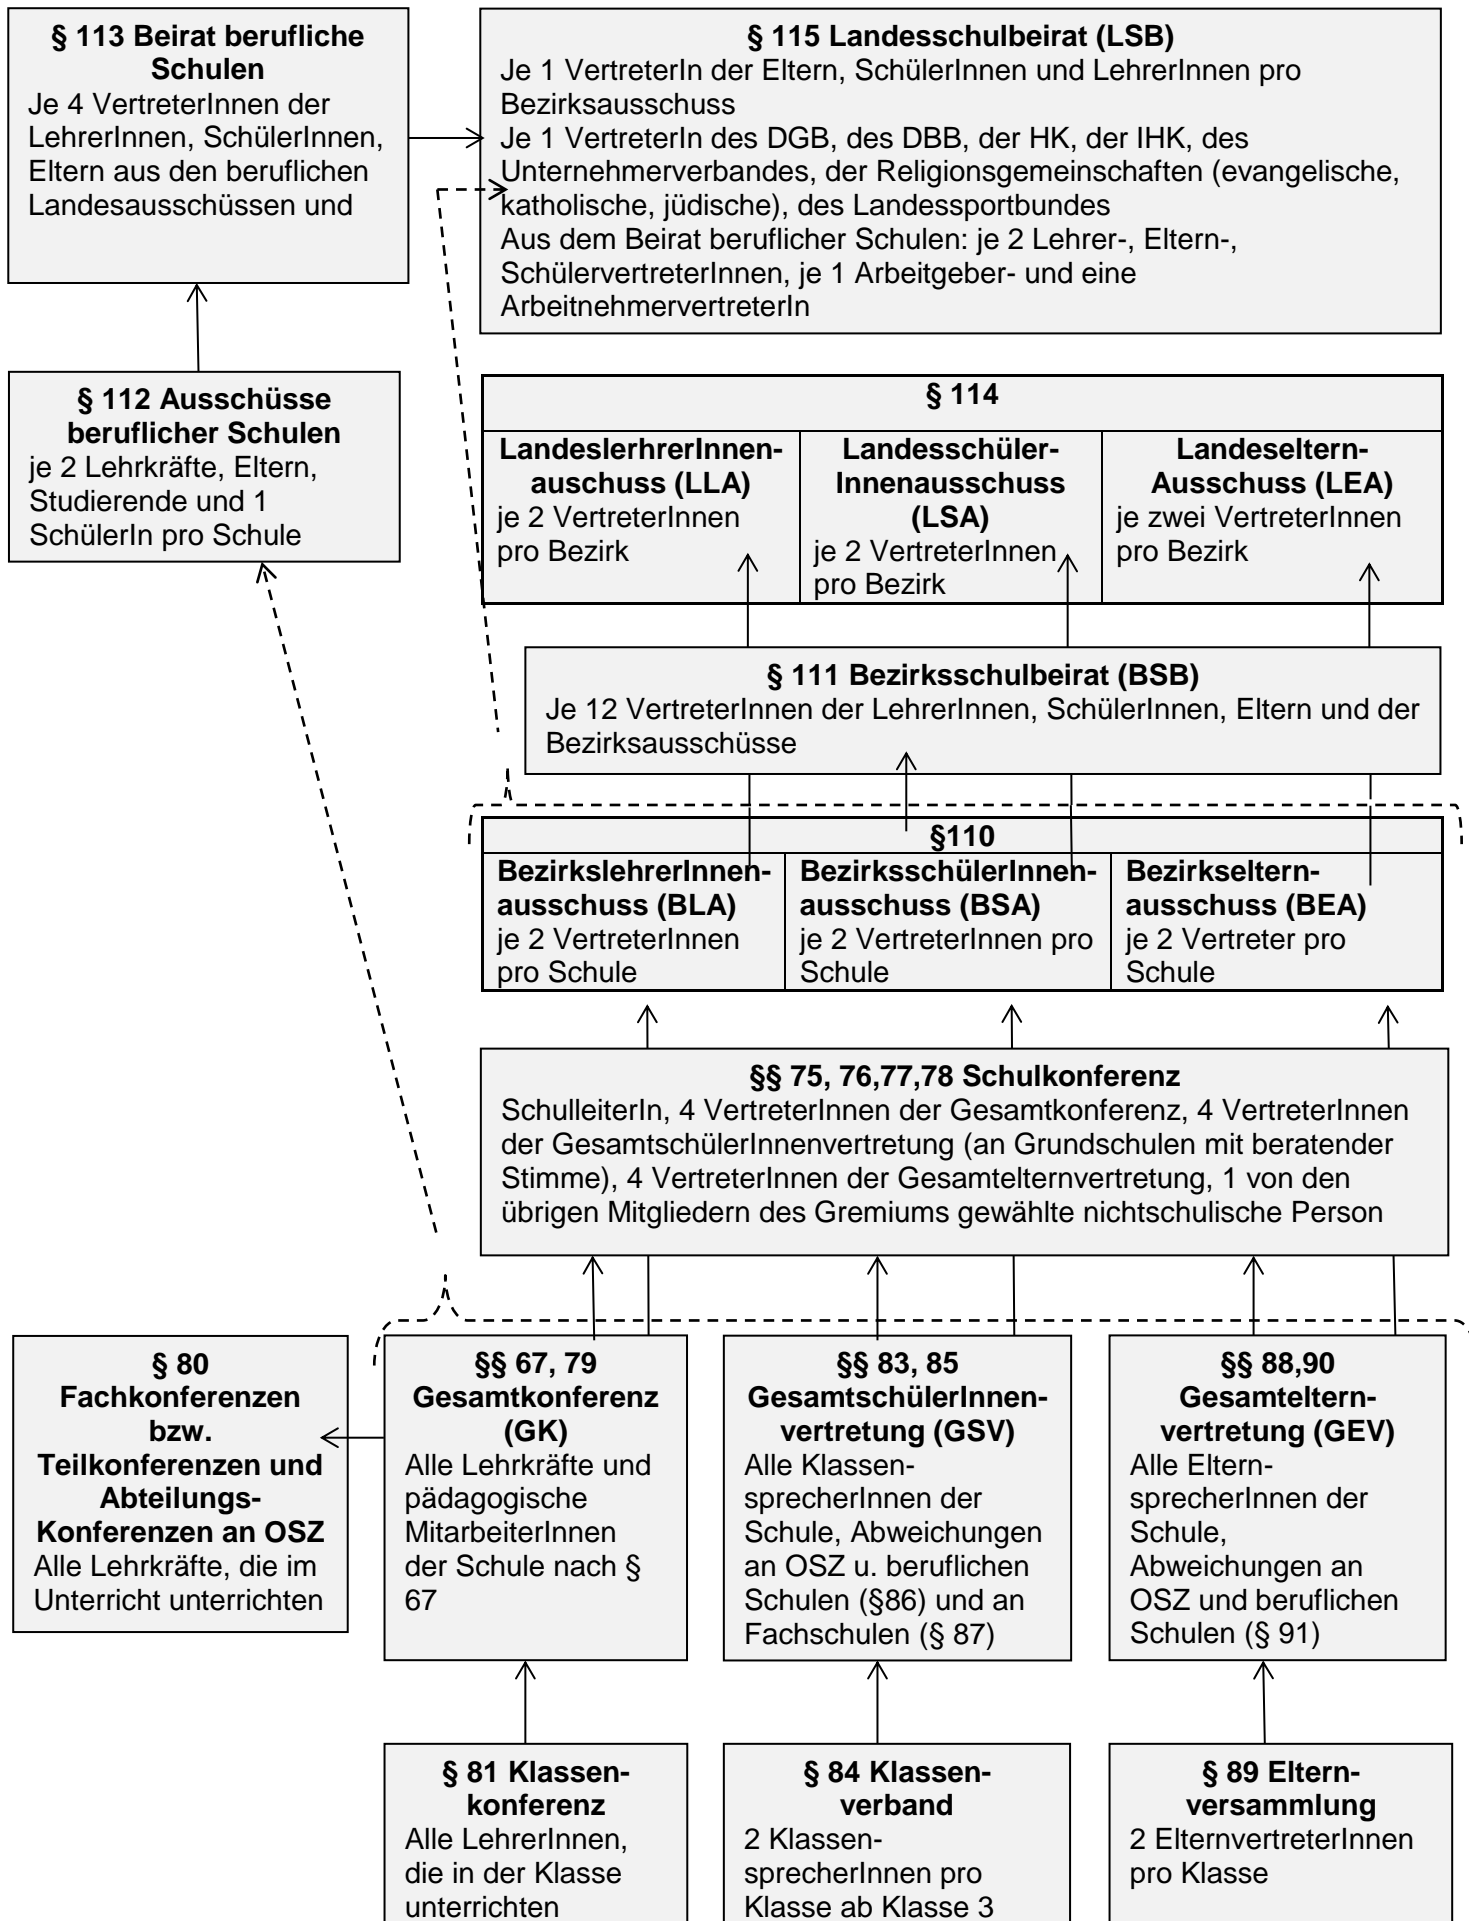 § 113 Beirat berufliche
Schulen
Je 4 VertreterInnen der
LehrerInnen, SchülerInnen,
Eltern aus den beruflichen
Landesausschüssen und
§ 115 Landesschulbeirat (LSB)
Je 1 VertreterIn der Eltern, SchülerInnen und LehrerInnen pro
Bezirksausschuss
Je 1 VertreterIn des DGB, des DBB, der HK, der IHK, des
Unternehmerverbandes, der Religionsgemeinschaften (evangelische,
katholische, jüdische), des Landessportbundes
Aus dem Beirat beruflicher Schulen: je 2 Lehrer-, Eltern-,
SchülervertreterInnen, je 1 Arbeitgeber- und eine
ArbeitnehmervertreterIn
§ 112 Ausschüsse
beruflicher Schulen
je 2 Lehrkräfte, Eltern,
Studierende und 1
SchülerIn pro Schule
§ 114
LandeslerhrerInnen-
auschuss (LLA)
je 2 VertreterInnen
pro Bezirk
Landesschüler-
Innenausschuss
(LSA)
je 2 VertreterInnen
pro Bezirk
Landeseltern-
Ausschuss (LEA)
je zwei VertreterInnen
pro Bezirk
§ 111 Bezirksschulbeirat (BSB)
Je 12 VertreterInnen der LehrerInnen, SchülerInnen, Eltern und der
Bezirksausschüsse
§110
BezirkslehrerInnen-
ausschuss (BLA)
je 2 VertreterInnen
pro Schule
BezirksschülerInnen-
ausschuss (BSA)
je 2 VertreterInnen pro
Schule
Bezirkseltern-
ausschuss (BEA)
je 2 Vertreter pro
Schule
§§ 75, 76,77,78 Schulkonferenz
SchulleiterIn, 4 VertreterInnen der Gesamtkonferenz, 4 VertreterInnen
der GesamtschülerInnenvertretung (an Grundschulen mit beratender
Stimme), 4 VertreterInnen der Gesamtelternvertretung, 1 von den
übrigen Mitgliedern des Gremiums gewählte nichtschulische Person
§ 80
Fachkonferenzen
bzw.
Teilkonferenzen und
Abteilungs-
Konferenzen an OSZ
Alle Lehrkräfte, die im
Unterricht unterrichten
§§ 67, 79
Gesamtkonferenz
(GK)
Alle Lehrkräfte und
pädagogische
MitarbeiterInnen
der Schule nach §
67
§§ 83, 85
GesamtschülerInnen-
vertretung (GSV)
Alle Klassen-
sprecherInnen der
Schule, Abweichungen
an OSZ u. beruflichen
Schulen (§86) und an
Fachschulen (§ 87)
§§ 88,90
Gesamteltern-
vertretung (GEV)
Alle Eltern-
sprecherInnen der
Schule,
Abweichungen an
OSZ und beruflichen
Schulen (§ 91)
§ 81 Klassen-
konferenz
Alle LehrerInnen,
die in der Klasse
unterrichten
§ 84 Klassen-
verband
2 Klassen-
sprecherInnen pro
Klasse ab Klasse 3
§ 89 Eltern-
versammlung
2 ElternvertreterInnen
pro Klasse